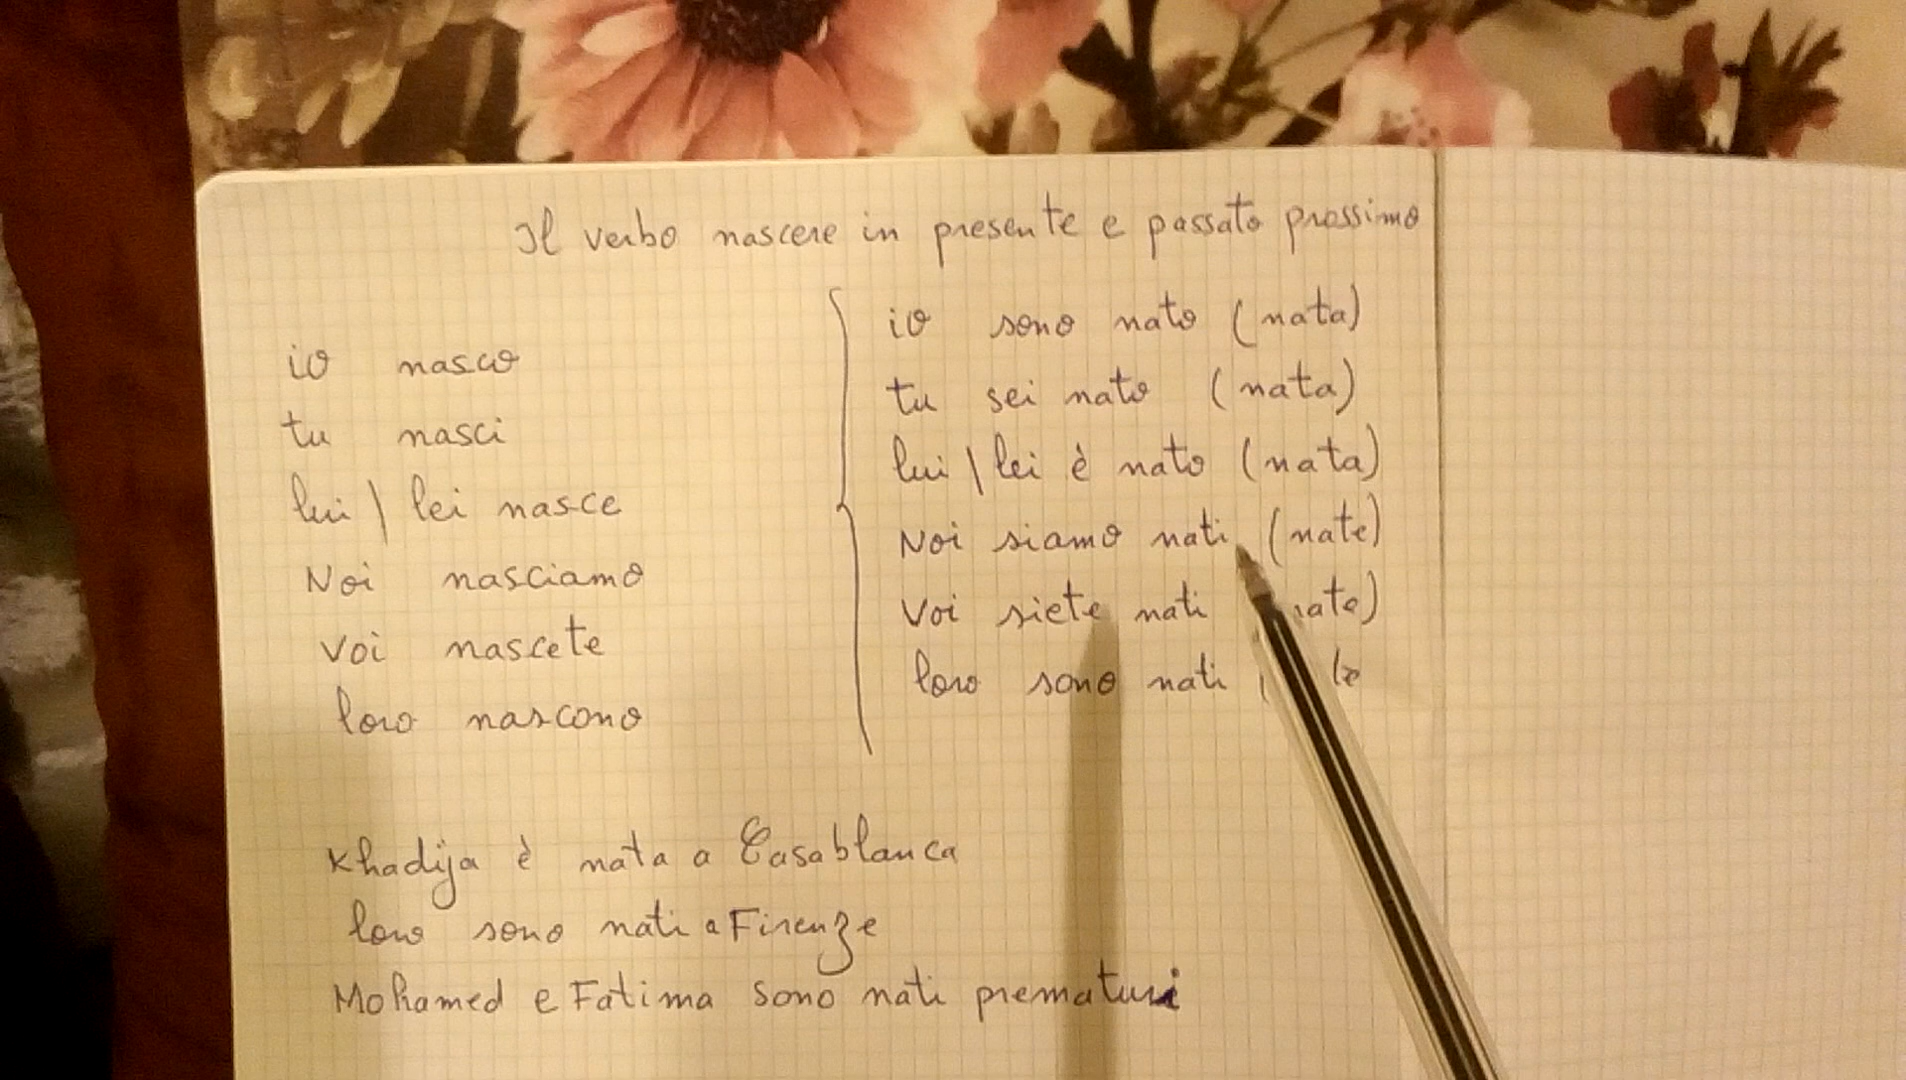 Il verbo nascere in presente e passato prossimo
io nasco
tu nasci
lui / lei nasce
Noi nasciamo
Voi nascete
loro nascono
io sono nato (nata)
tu sei nato (nata)
lui / lei è nato (nata)
Noi siamo nati (nate)
Voi siete nati
loro sono nati
Khadija è nata a Casablanca
loro sono nati a Firenze
Mohamed e Fatima sono nati prematuri